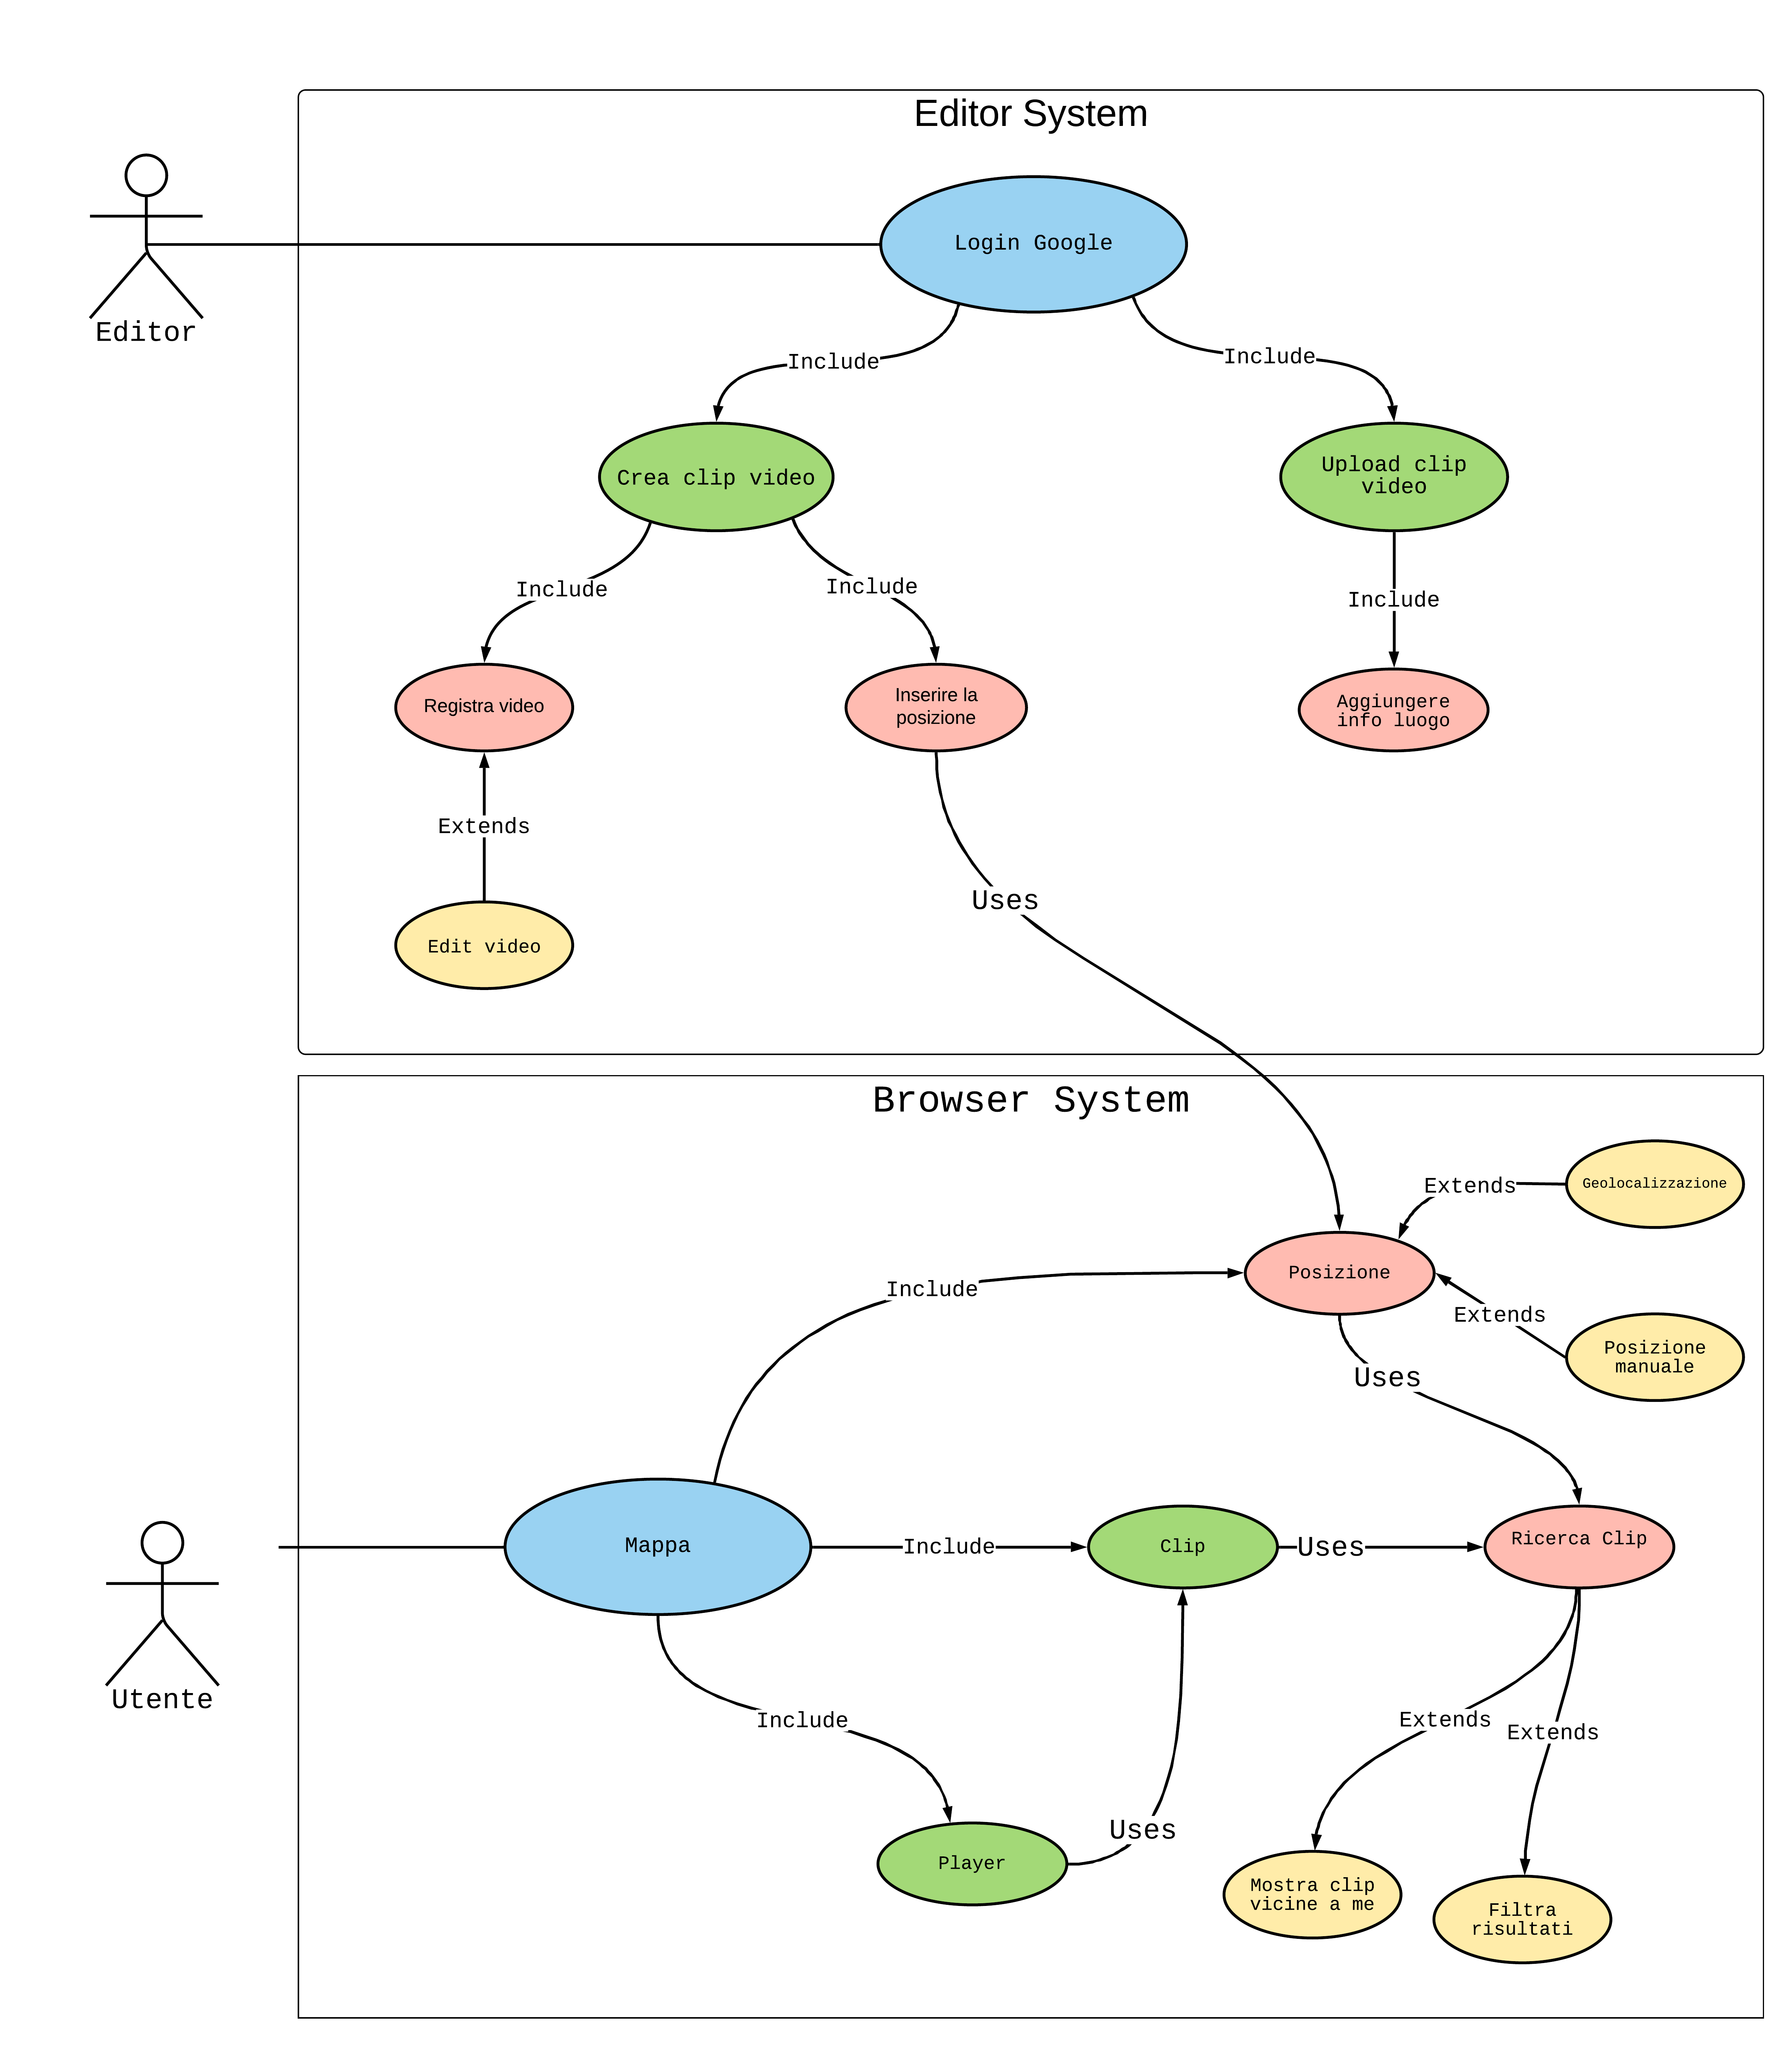 Editor System
Login Google
Editor
Include
Include
Crea clip video
Upload clip
video
Include
Include
Include
Registra video
Inserire la
posizione
Aggiungere
info luogo
Extends
Uses
Edit video
Browser System
Geolocalizzazione
Extends
Posizione
Include
Extends
Posizione
manuale
Uses
Mappa
Include
Clip
Uses
Ricerca Clip
Utente
Include
Extends
Extends
Uses
Player
Mostra clip
vicine a me
Filtra
risultati